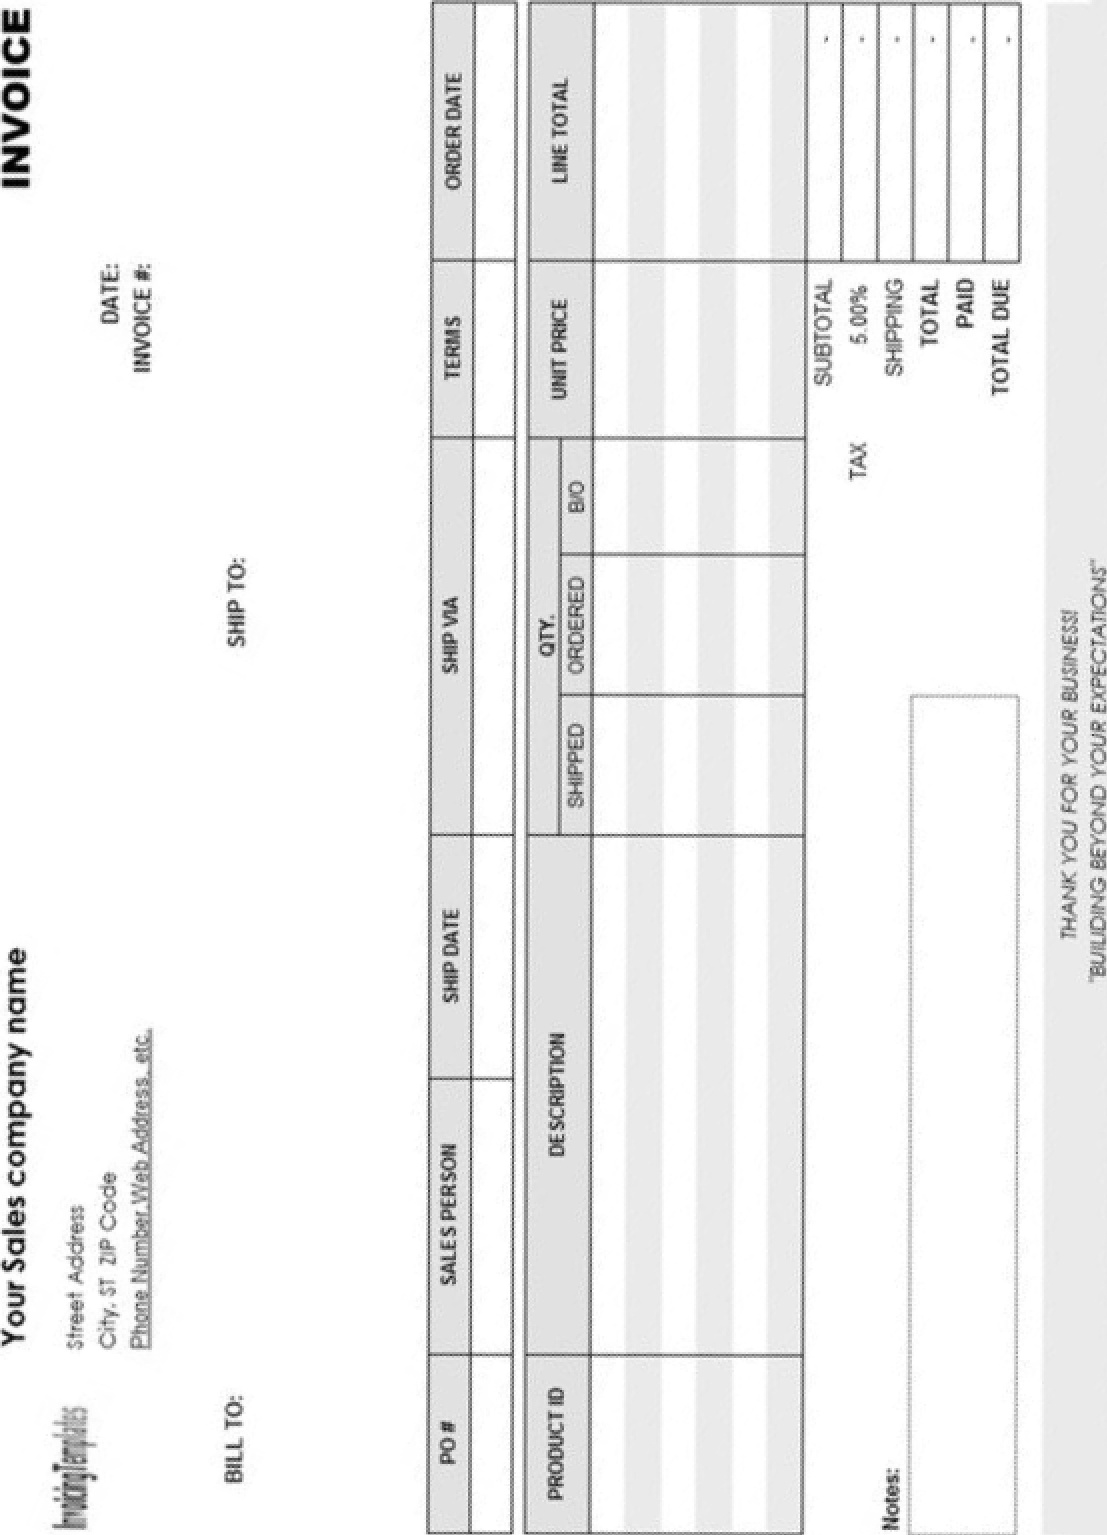 Your Sales company name
INVOICE
InvoicingTemplates
Street Address
City, ST ZIP Code
Phone Number,Web Address, etc.
DATE:
INVOICE #:
BILL TO:
SHIP TO:
PO # SALES PERSON SHIP DATE SHIP VIA TERMS ORDER DATE
PRODUCT ID DESCRIPTION QTY. UNIT PRICE LINE TOTAL
SHIPPED ORDERED B/O
SUBTOTAL -
TAX 5.00% -
Notes: SHIPPING -
TOTAL -
PAID -
TOTAL DUE -
THANK YOU FOR YOUR BUSINESS!
"BUILIDING BEYOND YOUR EXPECTATIONS"